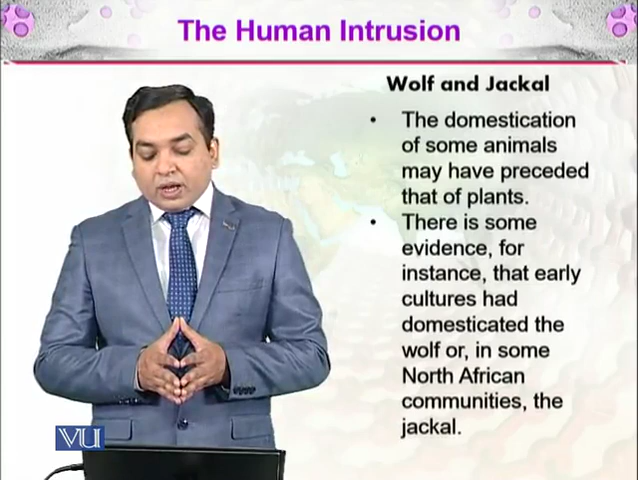 The Human Intrusion
Wolf and Jackal
• The domestication
of some animals
may have preceded
that of plants.
• There is some
evidence, for
instance, that early
cultures had
domesticated the
wolf or, in some
North African
communities, the
jackal.
VU